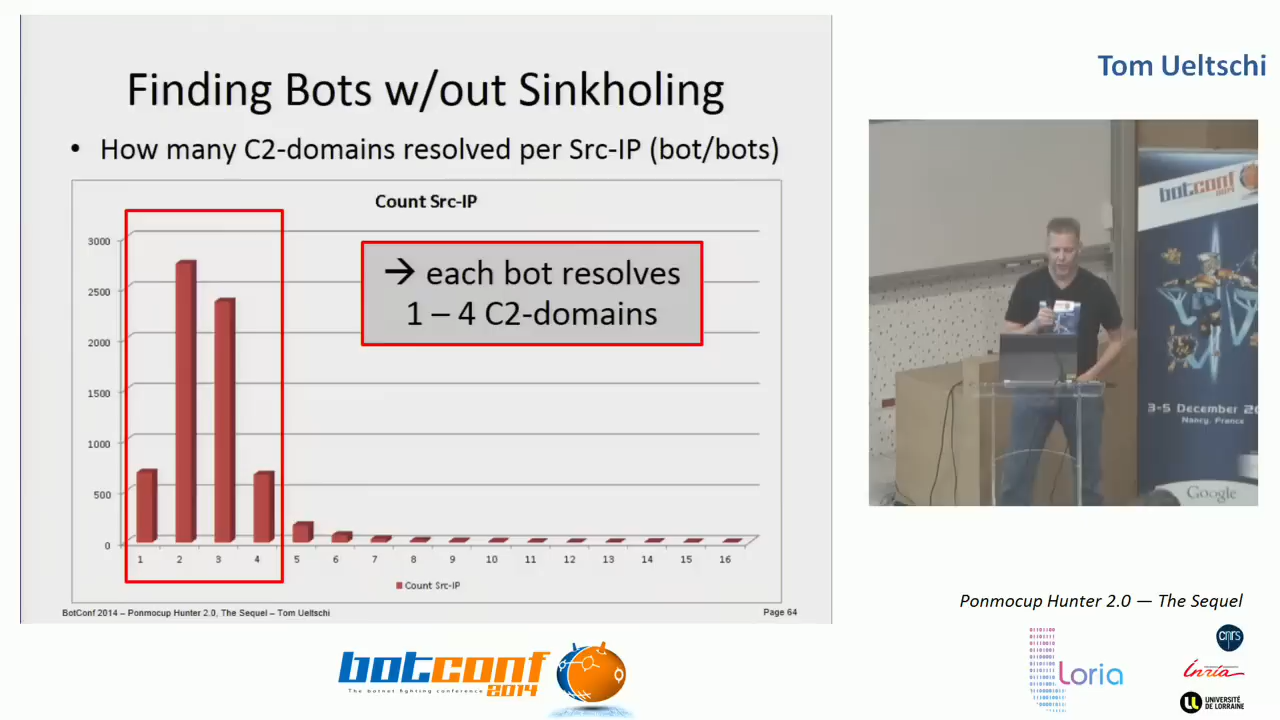 Finding Bots w/out Sinkholing
• How many C2-domains resolved per Src-IP (bot/bots)
Count Src-IP
→ each bot resolves
1 – 4 C2-domains
3000
2500
2000
1500
1000
500
0
1 2 3 4 5 6 7 8 9 10 11 12 13 14 15 16
Count Src-IP
BotConf 2014 – Ponmocup Hunter 2.0, The Sequel – Tom Ueltschi
Page 64
Tom Ueltschi
botconf
3-5 December
Nancy, France
Google
Ponmocup Hunter 2.0 — The Sequel
botconf
The botnet fighting conference 2014
Loria
cnrs
Inria
UNIVERSITÉ
DE LORRAINE